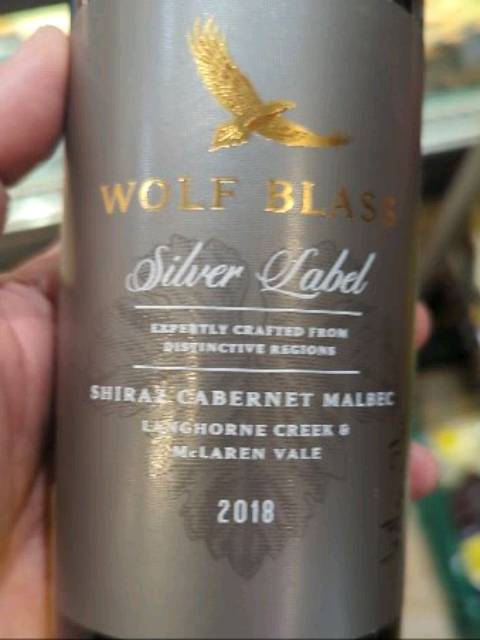 WOLF BLASS
Silver Label
EXPERTLY CRAFTED FROM
DISTINCTIVE REGIONS
SHIRAZ CABERNET MALBEC
LANGHORNE CREEK &
McLAREN VALE
2018